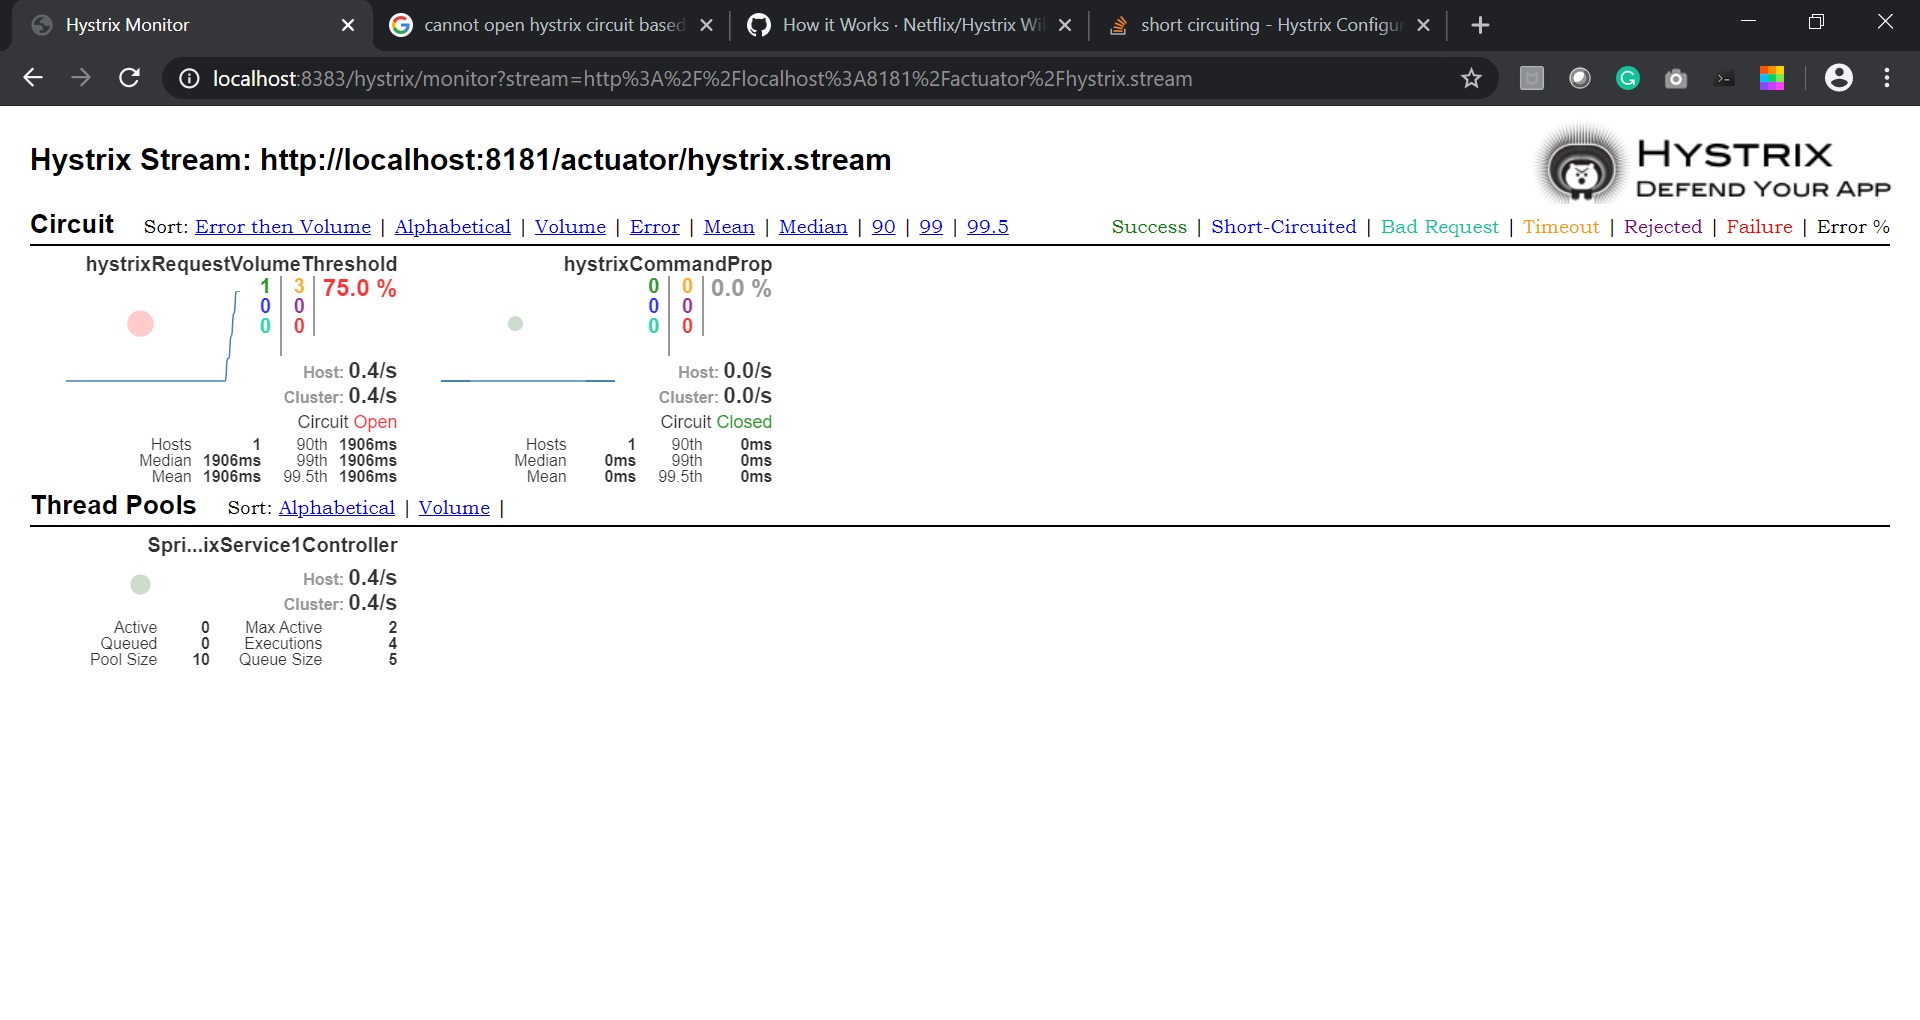 Hystrix Monitor
cannot open hystrix circuit based
How it Works · Netflix/Hystrix Wi
short circuiting - Hystrix Configur
localhost:8383/hystrix/monitor?stream=http%3A%2F%2Flocalhost%3A8181%2Factuator%2Fhystrix.stream
Hystrix Stream: http://localhost:8181/actuator/hystrix.stream
HYSTRIX
DEFEND YOUR APP
Circuit Sort: Error then Volume | Alphabetical | Volume | Error | Mean | Median | 90 | 99 | 99.5
Success | Short-Circuited | Bad Request | Timeout | Rejected | Failure | Error %
hystrixRequestVolumeThreshold
1 3 75.0 %
0 0
0 0
Host: 0.4/s
Cluster: 0.4/s
Circuit Open
Hosts 1 90th 1906ms
Median 1906ms 99th 1906ms
Mean 1906ms 99.5th 1906ms
hystrixCommandProp
0 0 0.0 %
0 0
0 0
Host: 0.0/s
Cluster: 0.0/s
Circuit Closed
Hosts 1 90th 0ms
Median 0ms 99th 0ms
Mean 0ms 99.5th 0ms
Thread Pools Sort: Alphabetical | Volume |
Spri...ixService1Controller
Host: 0.4/s
Cluster: 0.4/s
Active 0 Max Active 2
Queued 0 Executions 4
Pool Size 10 Queue Size 5